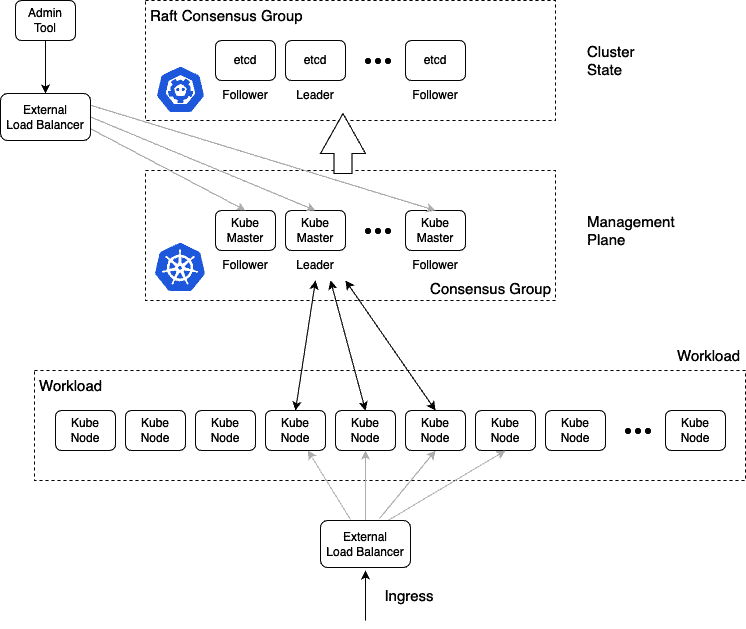 Admin
Tool
External
Load Balancer
Raft Consensus Group
etcd
etcd
etcd
Follower
Leader
Follower
Cluster
State
Kube
Master
Kube
Master
Kube
Master
Follower
Leader
Follower
Consensus Group
Management
Plane
Workload
Workload
Kube
Node
Kube
Node
Kube
Node
Kube
Node
Kube
Node
Kube
Node
Kube
Node
Kube
Node
Kube
Node
External
Load Balancer
Ingress